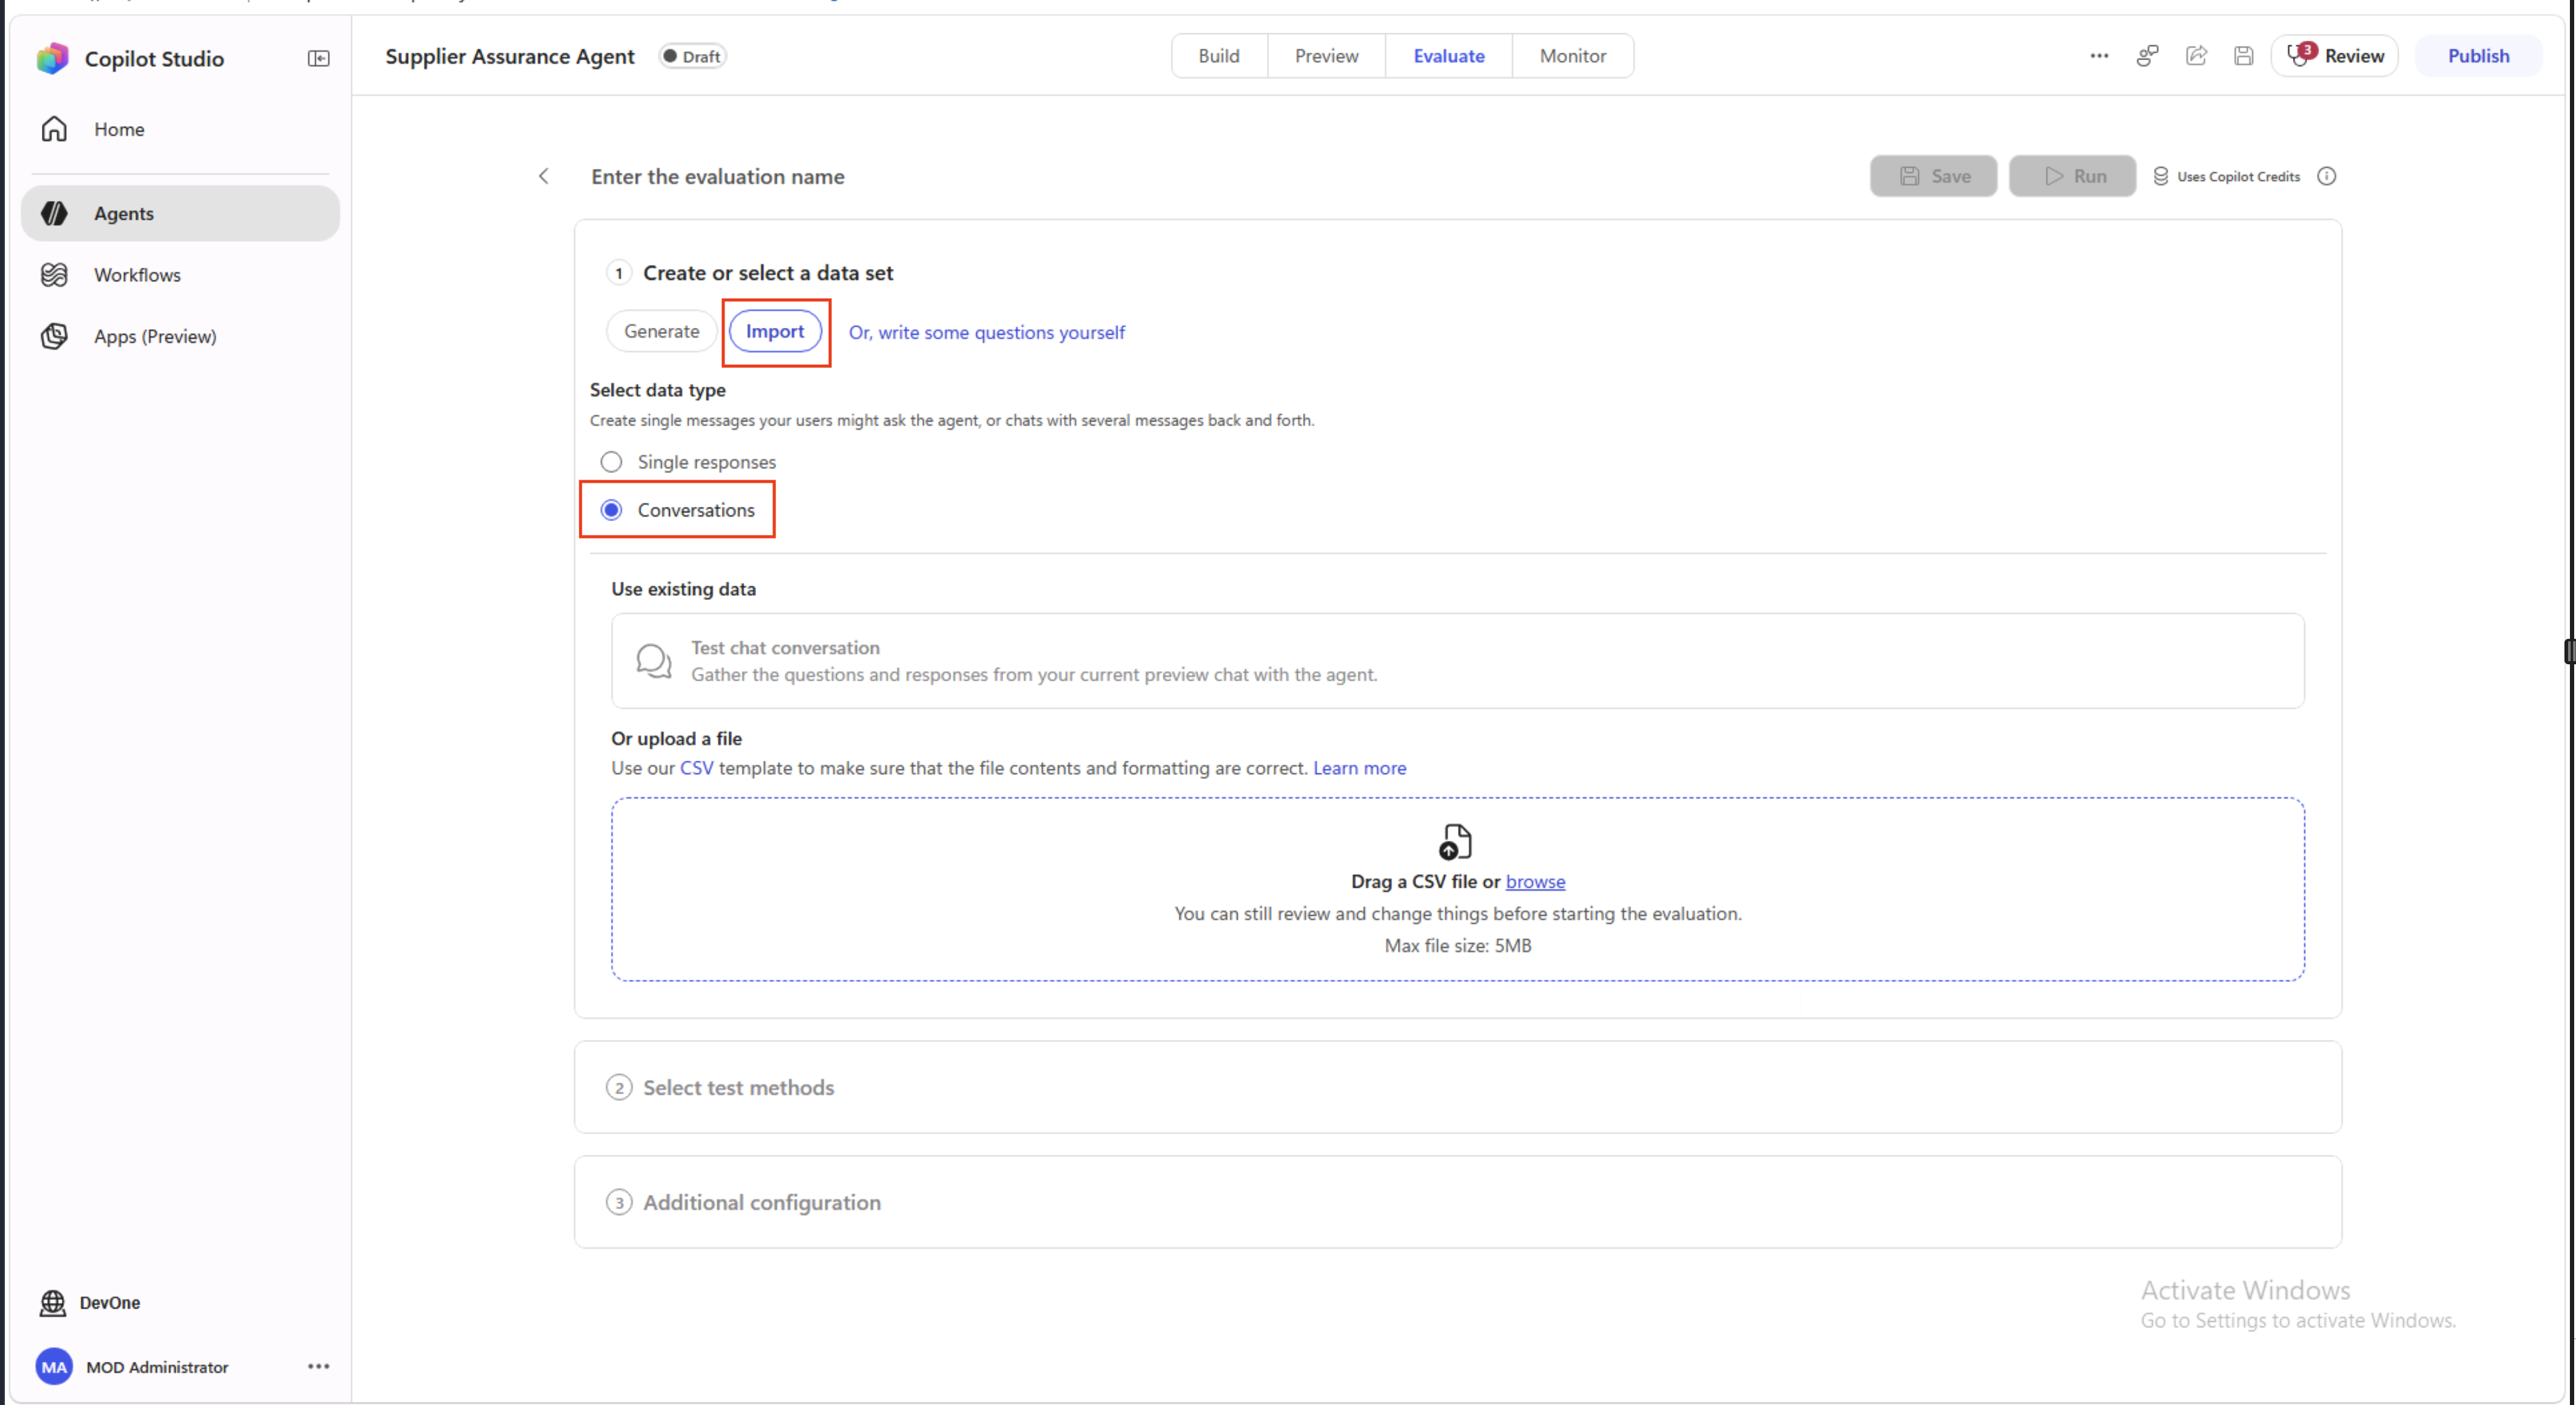 Copilot Studio
Supplier Assurance Agent
Draft
Build
Preview
Evaluate
Monitor
3
Review
Publish
Home
Agents
Workflows
Apps (Preview)
Enter the evaluation name
Save
Run
Uses Copilot Credits
1 Create or select a data set
Generate
Import
Or, write some questions yourself
Select data type
Create single messages your users might ask the agent, or chats with several messages back and forth.
Single responses
Conversations
Use existing data
Test chat conversation
Gather the questions and responses from your current preview chat with the agent.
Or upload a file
Use our CSV template to make sure that the file contents and formatting are correct. Learn more
Drag a CSV file or browse
You can still review and change things before starting the evaluation.
Max file size: 5MB
2 Select test methods
3 Additional configuration
DevOne
MA MOD Administrator
Activate Windows
Go to Settings to activate Windows.